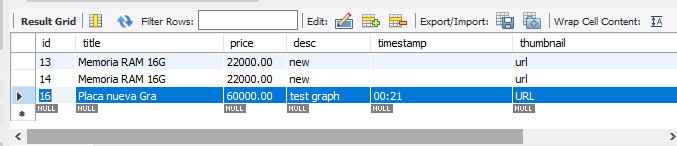 Result Grid Filter Rows: Edit: Export/Import: Wrap Cell Content: IA
id title price desc timestamp thumbnail
13 Memoria RAM 16G 22000.00 new url
14 Memoria RAM 16G 22000.00 new url
16 Placa nueva Gra 60000.00 test graph 00:21 URL
NULL NULL NULL NULL NULL NULL